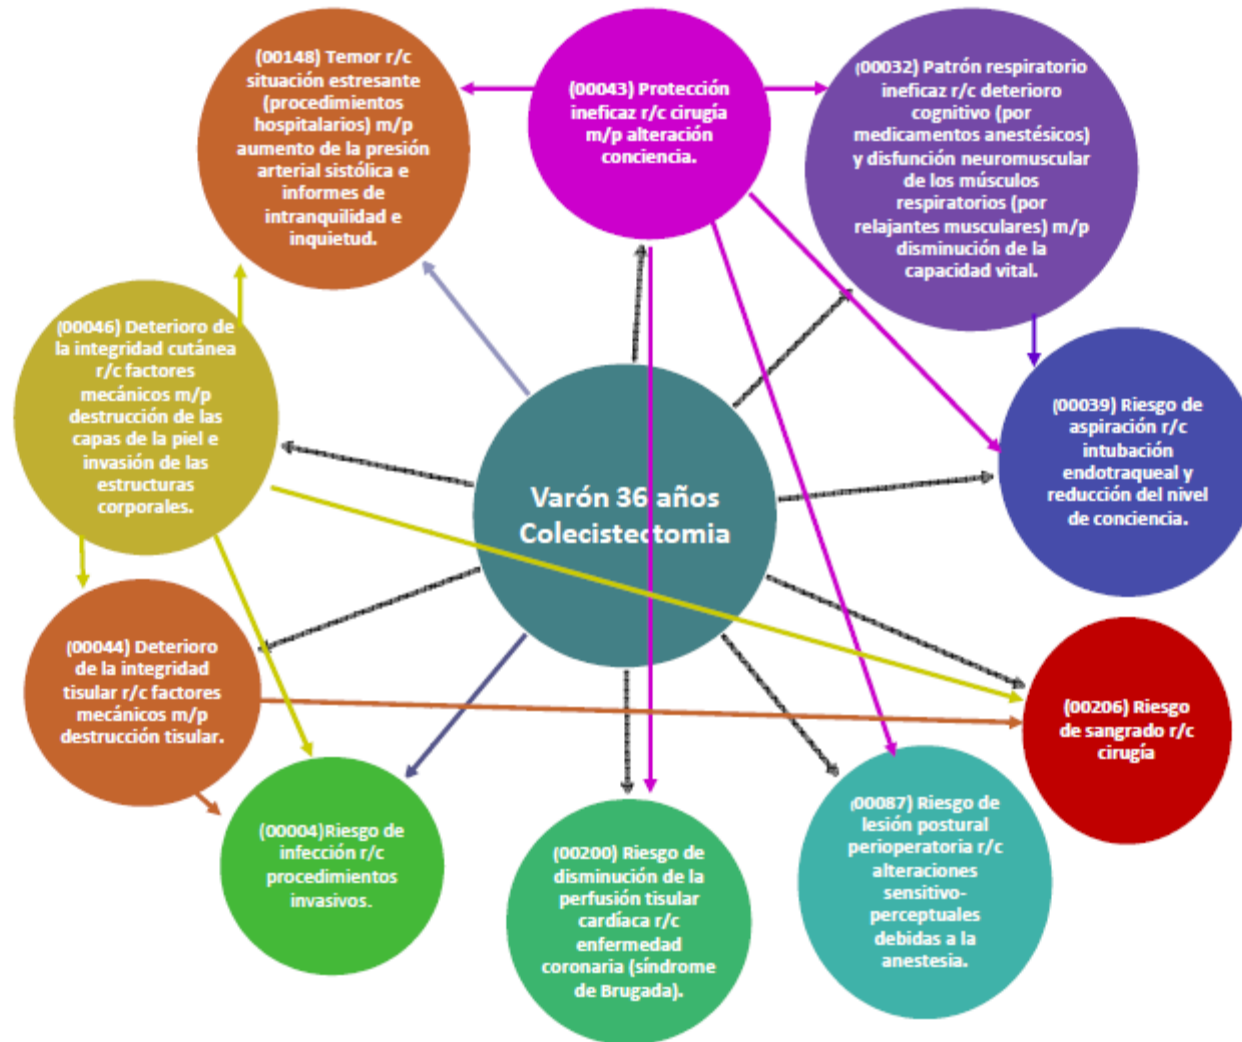 (00148) Temor r/c
situación estresante
(procedimientos
hospitalarios) m/p
aumento de la presión
arterial sistólica e
informes de
intranquilidad e
inquietud.
(00043) Protección
ineficaz r/c cirugía
m/p alteración
conciencia.
(00032) Patrón respiratorio
ineficaz r/c deterioro
cognitivo (por
medicamentos anestésicos)
y disfunción neuromuscular
de los músculos
respiratorios (por
relajantes musculares) m/p
disminución de la
capacidad vital.
(00046) Deterioro de
la integridad cutánea
r/c factores
mecánicos m/p
destrucción de las
capas de la piel e
invasión de las
estructuras
corporales.
(00039) Riesgo de
aspiración r/c
intubación
endotraqueal y
reducción del nivel
de conciencia.
Varón 36 años
Colecistectomia
(00044) Deterioro
de la integridad
tisular r/c factores
mecánicos m/p
destrucción tisular.
(00206) Riesgo
de sangrado r/c
cirugía
(00004)Riesgo de
infección r/c
procedimientos
invasivos.
(00200) Riesgo de
disminución de la
perfusión tisular
cardíaca r/c
enfermedad
coronaria (síndrome
de Brugada).
(00087) Riesgo de
lesión postural
perioperatoria r/c
alteraciones
sensitivo-
perceptuales
debidas a la
anestesia.